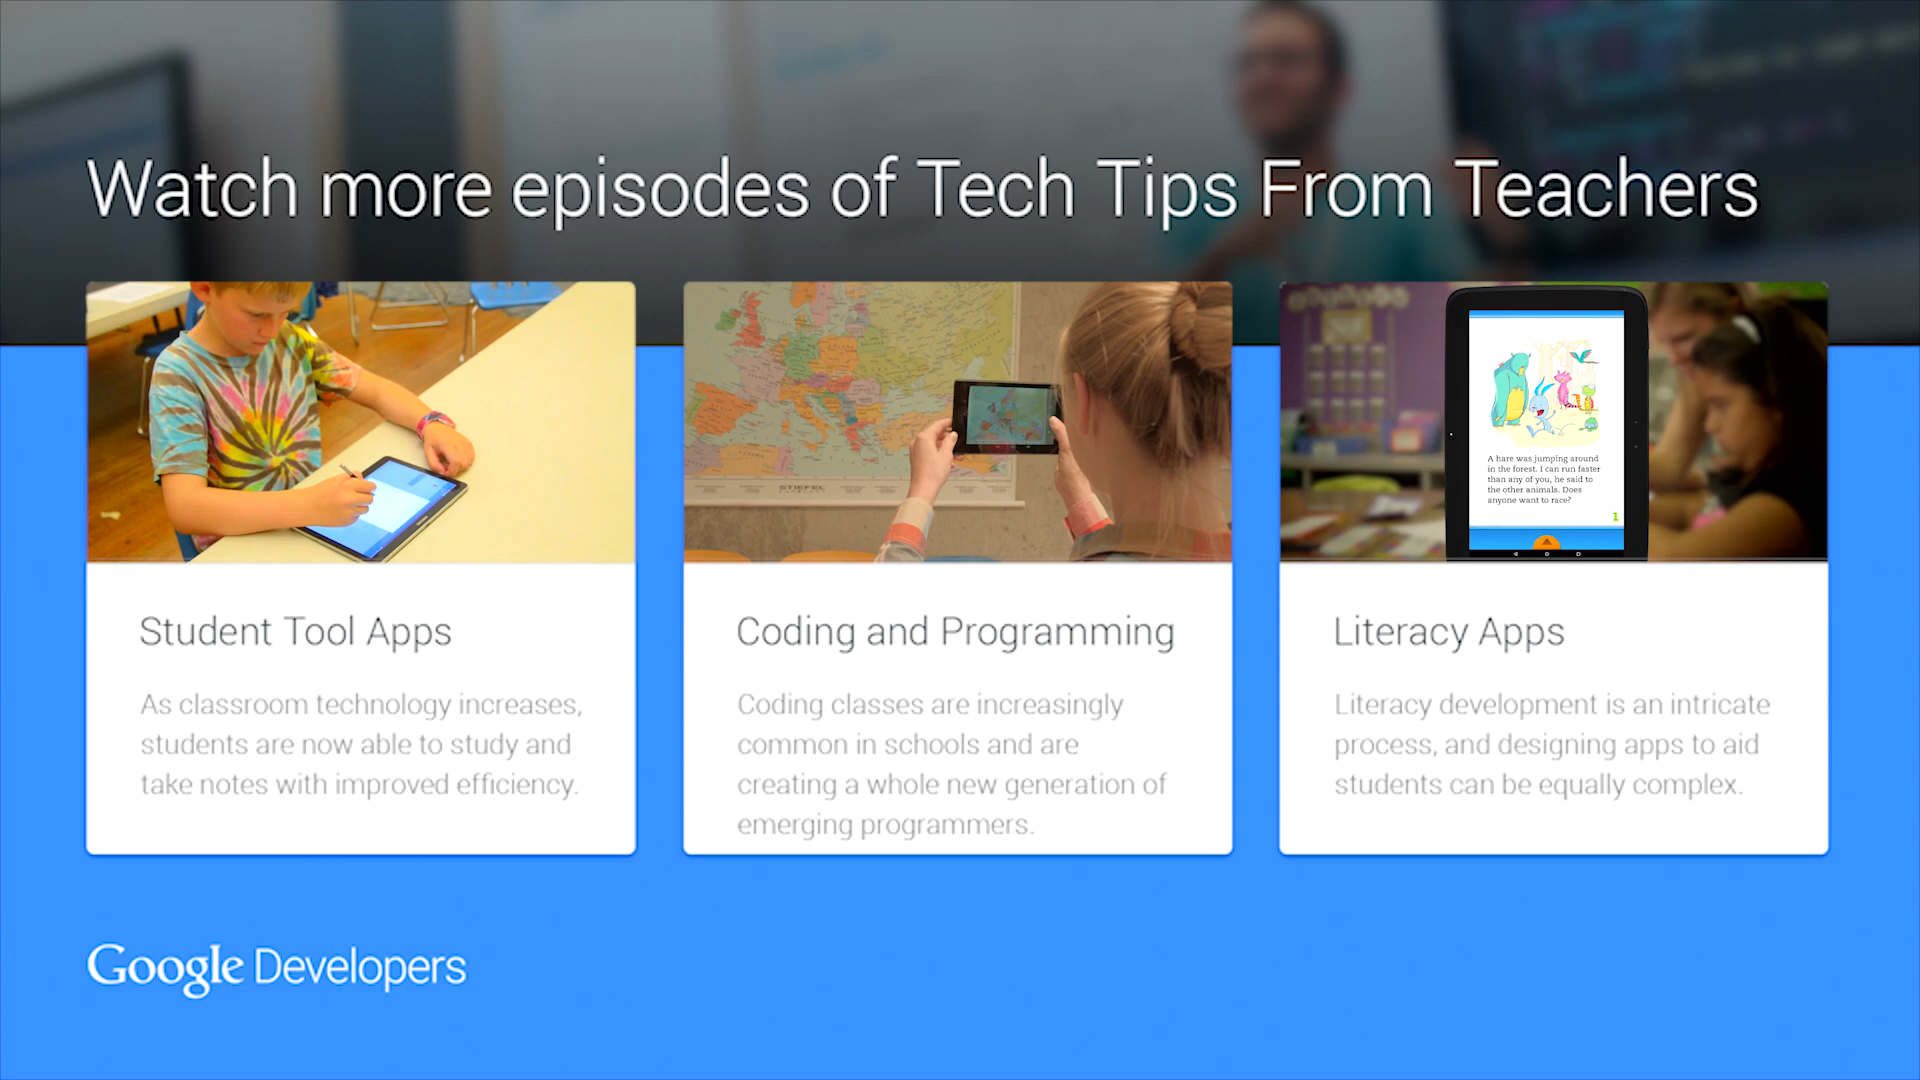 Watch more episodes of Tech Tips From Teachers
STIEFEL
A hare was jumping around
in the forest. I can run faster
than any of you, he said to
the other animals. Does
anyone want to race?
1
Student Tool Apps
As classroom technology increases,
students are now able to study and
take notes with improved efficiency.
Coding and Programming
Coding classes are increasingly
common in schools and are
creating a whole new generation of
emerging programmers.
Literacy Apps
Literacy development is an intricate
process, and designing apps to aid
students can be equally complex.
Google Developers